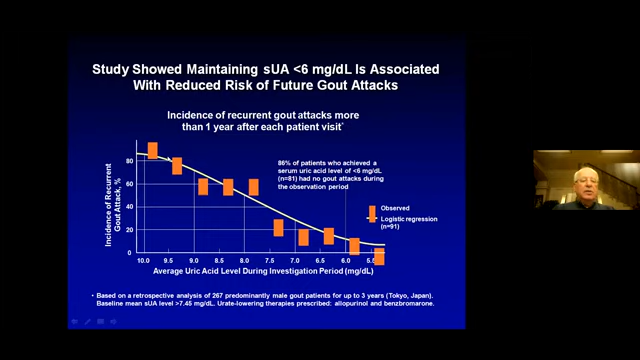 Study Showed Maintaining sUA <6 mg/dL Is Associated
With Reduced Risk of Future Gout Attacks
Incidence of recurrent gout attacks more
than 1 year after each patient visit*
86% of patients who achieved a
serum uric acid level of <6 mg/dL
(n=81) had no gout attacks during
the observation period
Incidence of Recurrent
Gout Attack, %
80
60
40
20
0
Observed
Logistic regression
(n=91)
10.0 9.5 9.0 8.5 8.0 7.5 7.0 6.5 6.0 5.5
Average Uric Acid Level During Investigation Period (mg/dL)
• Based on a retrospective analysis of 267 predominantly male gout patients for up to 3 years (Tokyo, Japan).
Baseline mean sUA level >7.45 mg/dL. Urate-lowering therapies prescribed: allopurinol and benzbromarone.